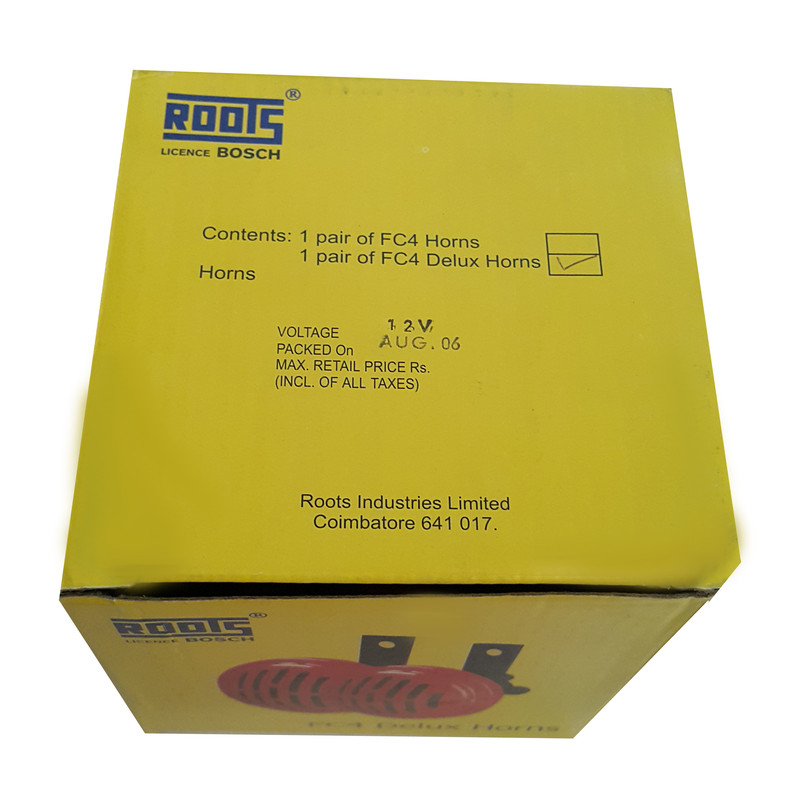 ROOTS®
LICENCE BOSCH
Contents: 1 pair of FC4 Horns
1 pair of FC4 Delux Horns
Horns
VOLTAGE 12V
PACKED On AUG.06
MAX. RETAIL PRICE Rs.
(INCL. OF ALL TAXES)
Roots Industries Limited
Coimbatore 641 017.
ROOTS®
LICENCE BOSCH
FC4 Delux Horns